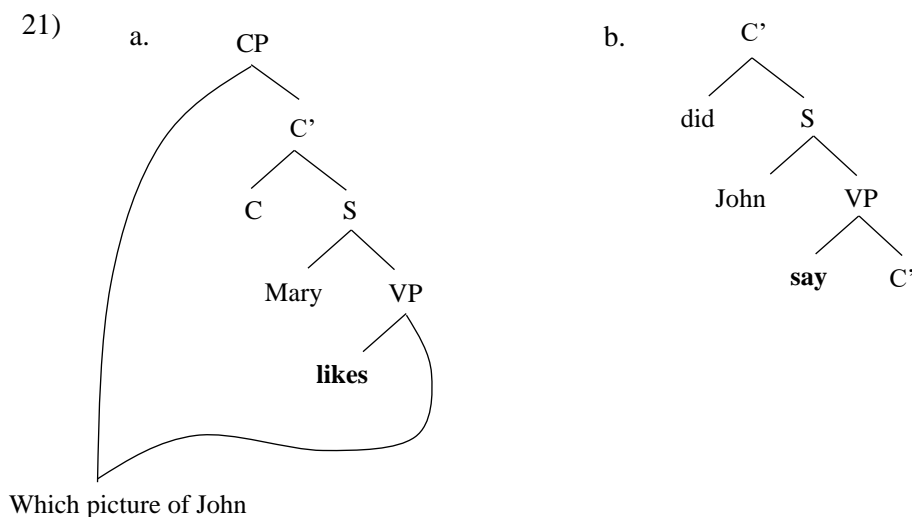 21)
a.
CP
C’
C
S
Mary
VP
likes
Which picture of John
b.
C’
did
S
John
VP
say
C’